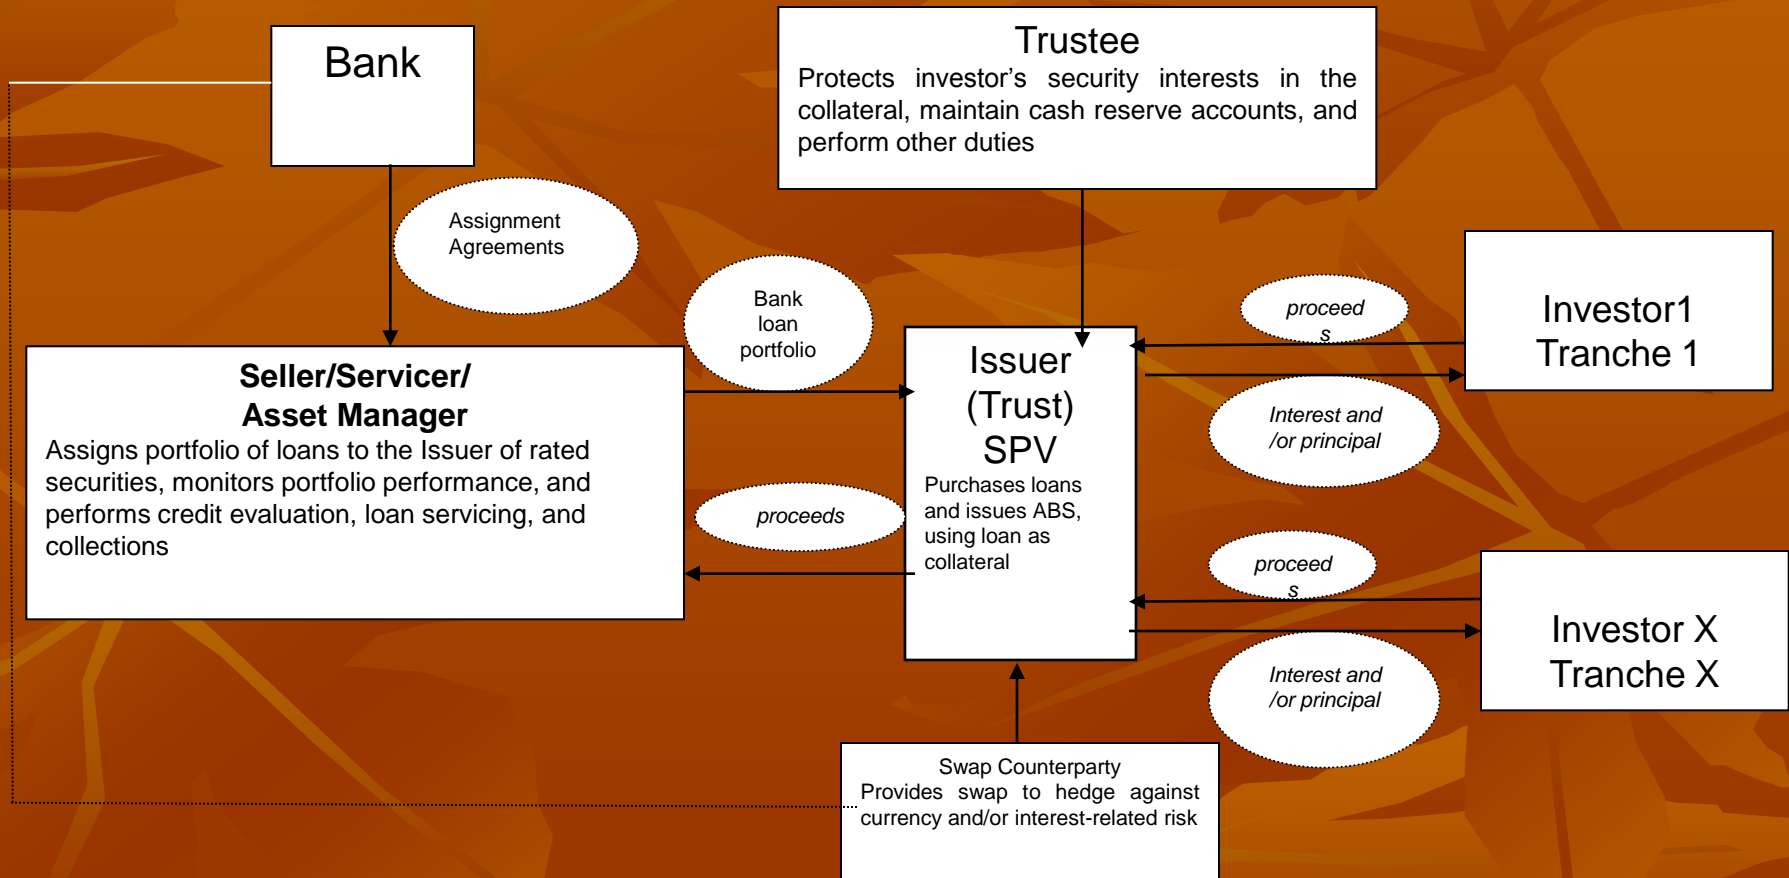 Bank
Trustee
Protects investor's security interests in the
collateral, maintain cash reserve accounts, and
perform other duties
Assignment
Agreements
Bank
loan
portfolio
Seller/Servicer/
Asset Manager
Assigns portfolio of loans to the Issuer of rated
securities, monitors portfolio performance, and
performs credit evaluation, loan servicing, and
collections
proceeds
Issuer
(Trust)
SPV
Purchases loans
and issues ABS,
using loan as
collateral
proceed
s
Interest and
/or principal
Investor1
Tranche 1
proceed
s
Interest and
/or principal
Investor X
Tranche X
Swap Counterparty
Provides swap to hedge against
currency and/or interest-related risk